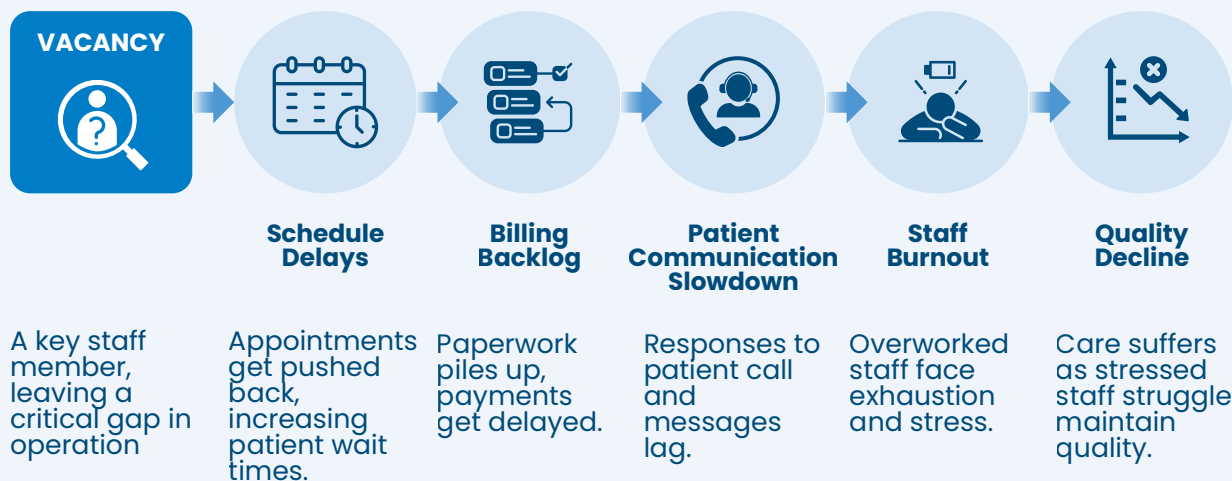 VACANCY
?
Schedule
Delays
Billing
Backlog
Patient
Communication
Slowdown
Staff
Burnout
Quality
Decline
A key staff
member,
leaving a
critical gap in
operation
Appointments
get pushed
back,
increasing
patient wait
times.
Paperwork
piles up,
payments
get delayed.
Responses to
patient call
and
messages
lag.
Overworked
staff face
exhaustion
and stress.
Care suffers
as stressed
staff struggle
maintain
quality.